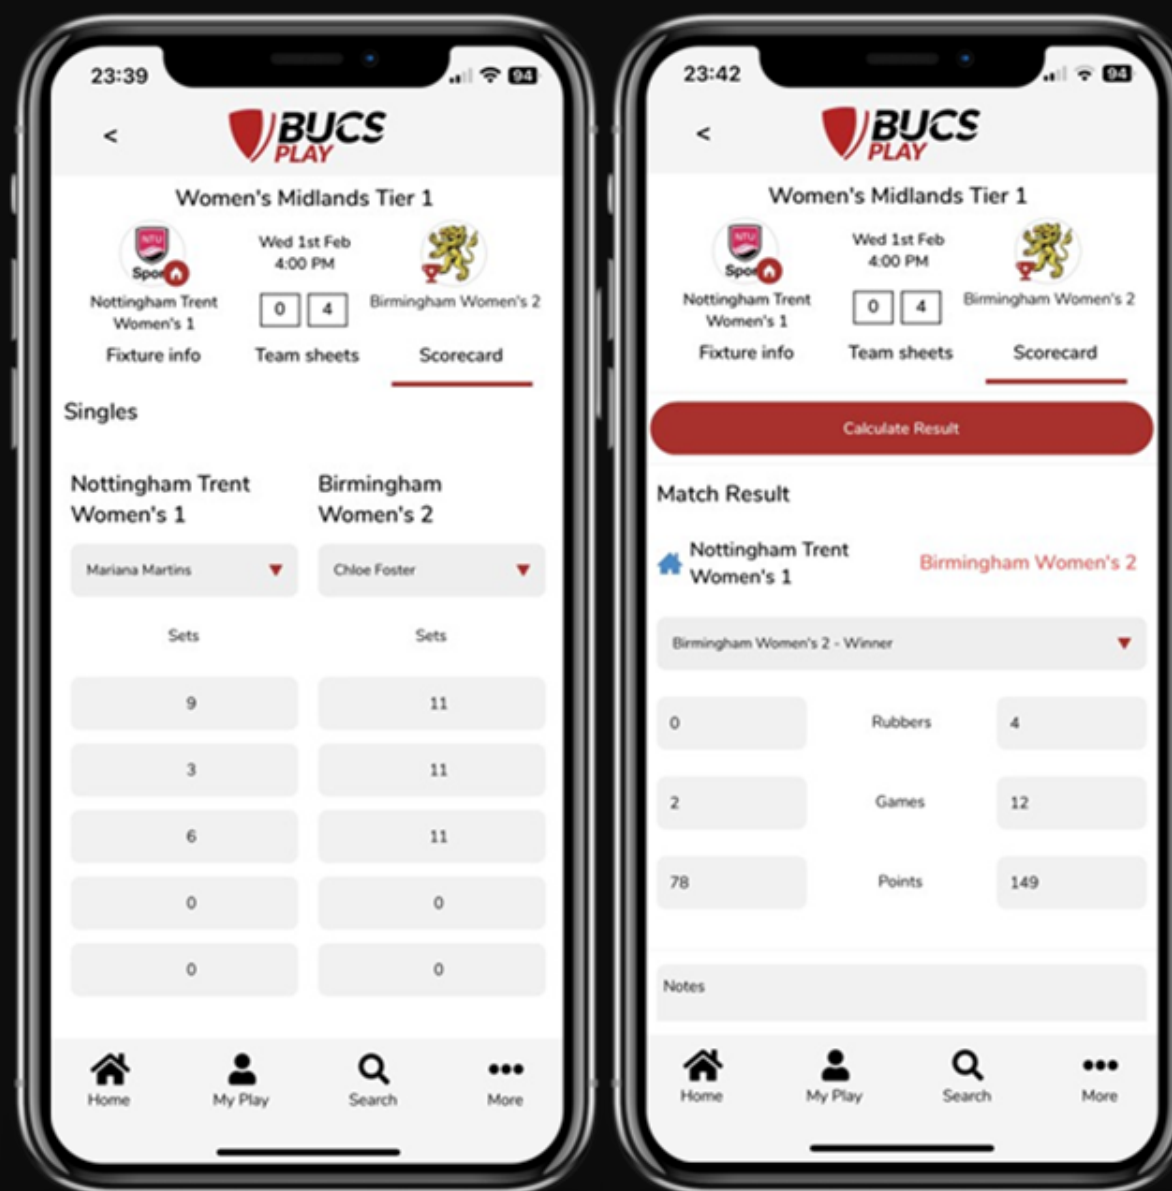 23:39
94
<
BUCS
PLAY
Women's Midlands Tier 1
NTU
Wed 1st Feb
4:00 PM
Nottingham Trent
Women's 1
0 4
Birmingham Women's 2
Fixture info Team sheets Scorecard
Singles
Nottingham Trent
Women's 1
Birmingham
Women's 2
Mariana Martins Chloe Foster
Sets Sets
9 11
3 11
6 11
0 0
0 0
Home My Play Search More
23:42
94
<
BUCS
PLAY
Women's Midlands Tier 1
NTU
Wed 1st Feb
4:00 PM
Nottingham Trent
Women's 1
0 4
Birmingham Women's 2
Fixture info Team sheets Scorecard
Calculate Result
Match Result
Nottingham Trent
Women's 1
Birmingham Women's 2
Birmingham Women's 2 - Winner
0 Rubbers 4
2 Games 12
78 Points 149
Notes
Home My Play Search More